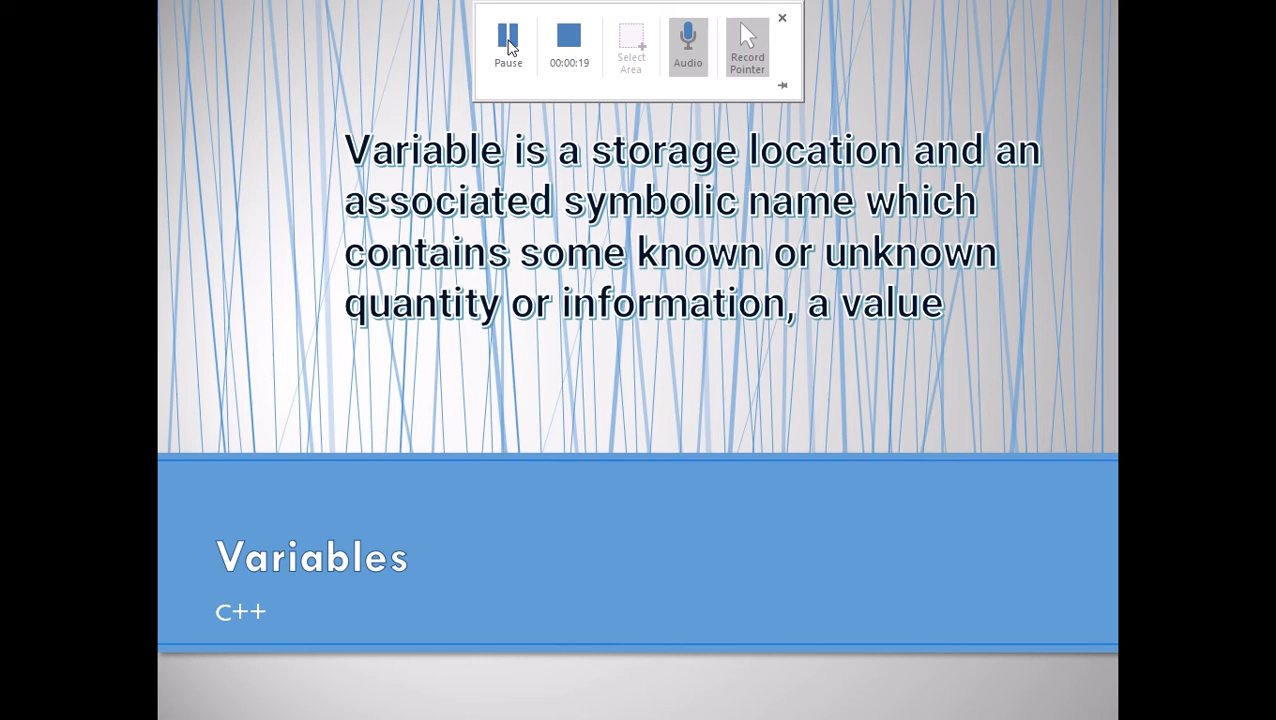 Pause
00:00:19
Select
Area
Audio
Record
Pointer
Variable is a storage location and an
associated symbolic name which
contains some known or unknown
quantity or information, a value
Variables
C++